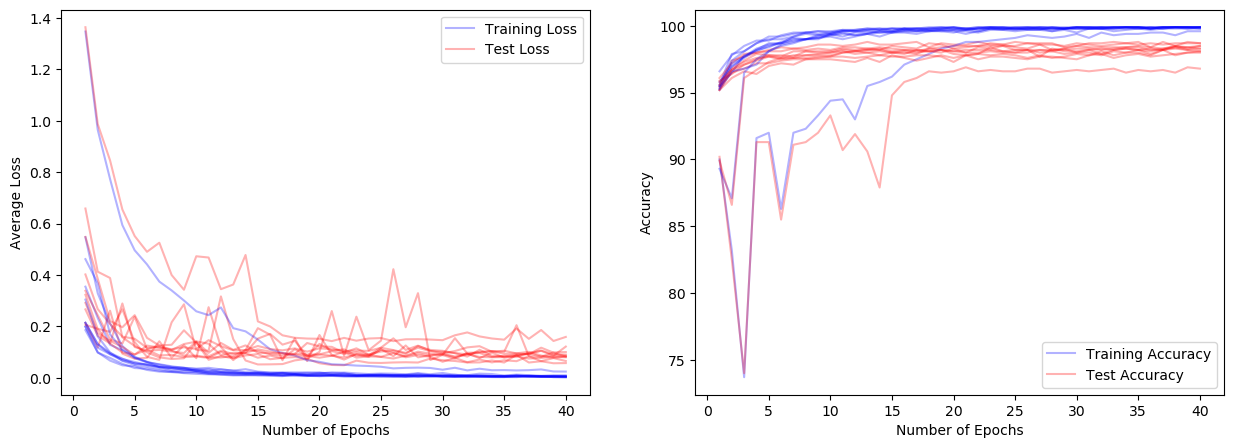 1.4
1.2
1.0
0.8
0.6
0.4
0.2
0.0
Average Loss
0 5 10 15 20 25 30 35 40
Number of Epochs
Training Loss
Test Loss
100
95
90
85
80
75
Accuracy
0 5 10 15 20 25 30 35 40
Number of Epochs
Training Accuracy
Test Accuracy